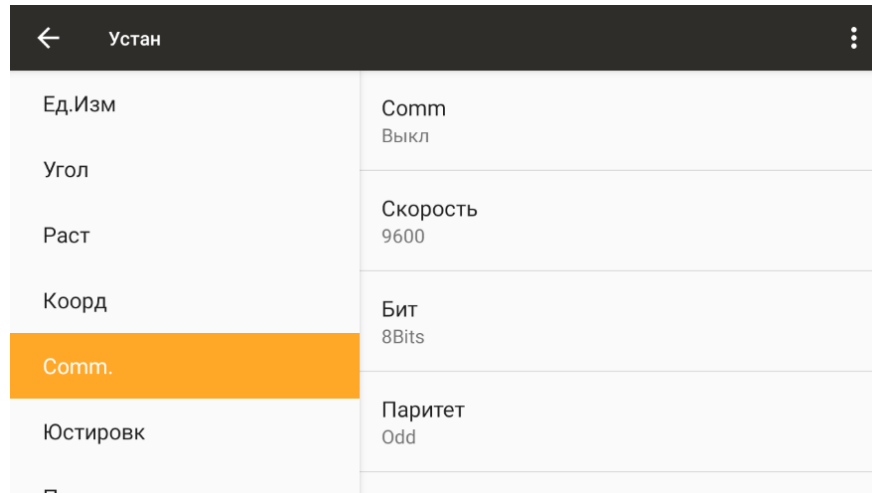 Устан
Ед.Изм
Угол
Раст
Коорд
Comm.
Юстировк
Comm
Выкл
Скорость
9600
Бит
8Bits
Паритет
Odd